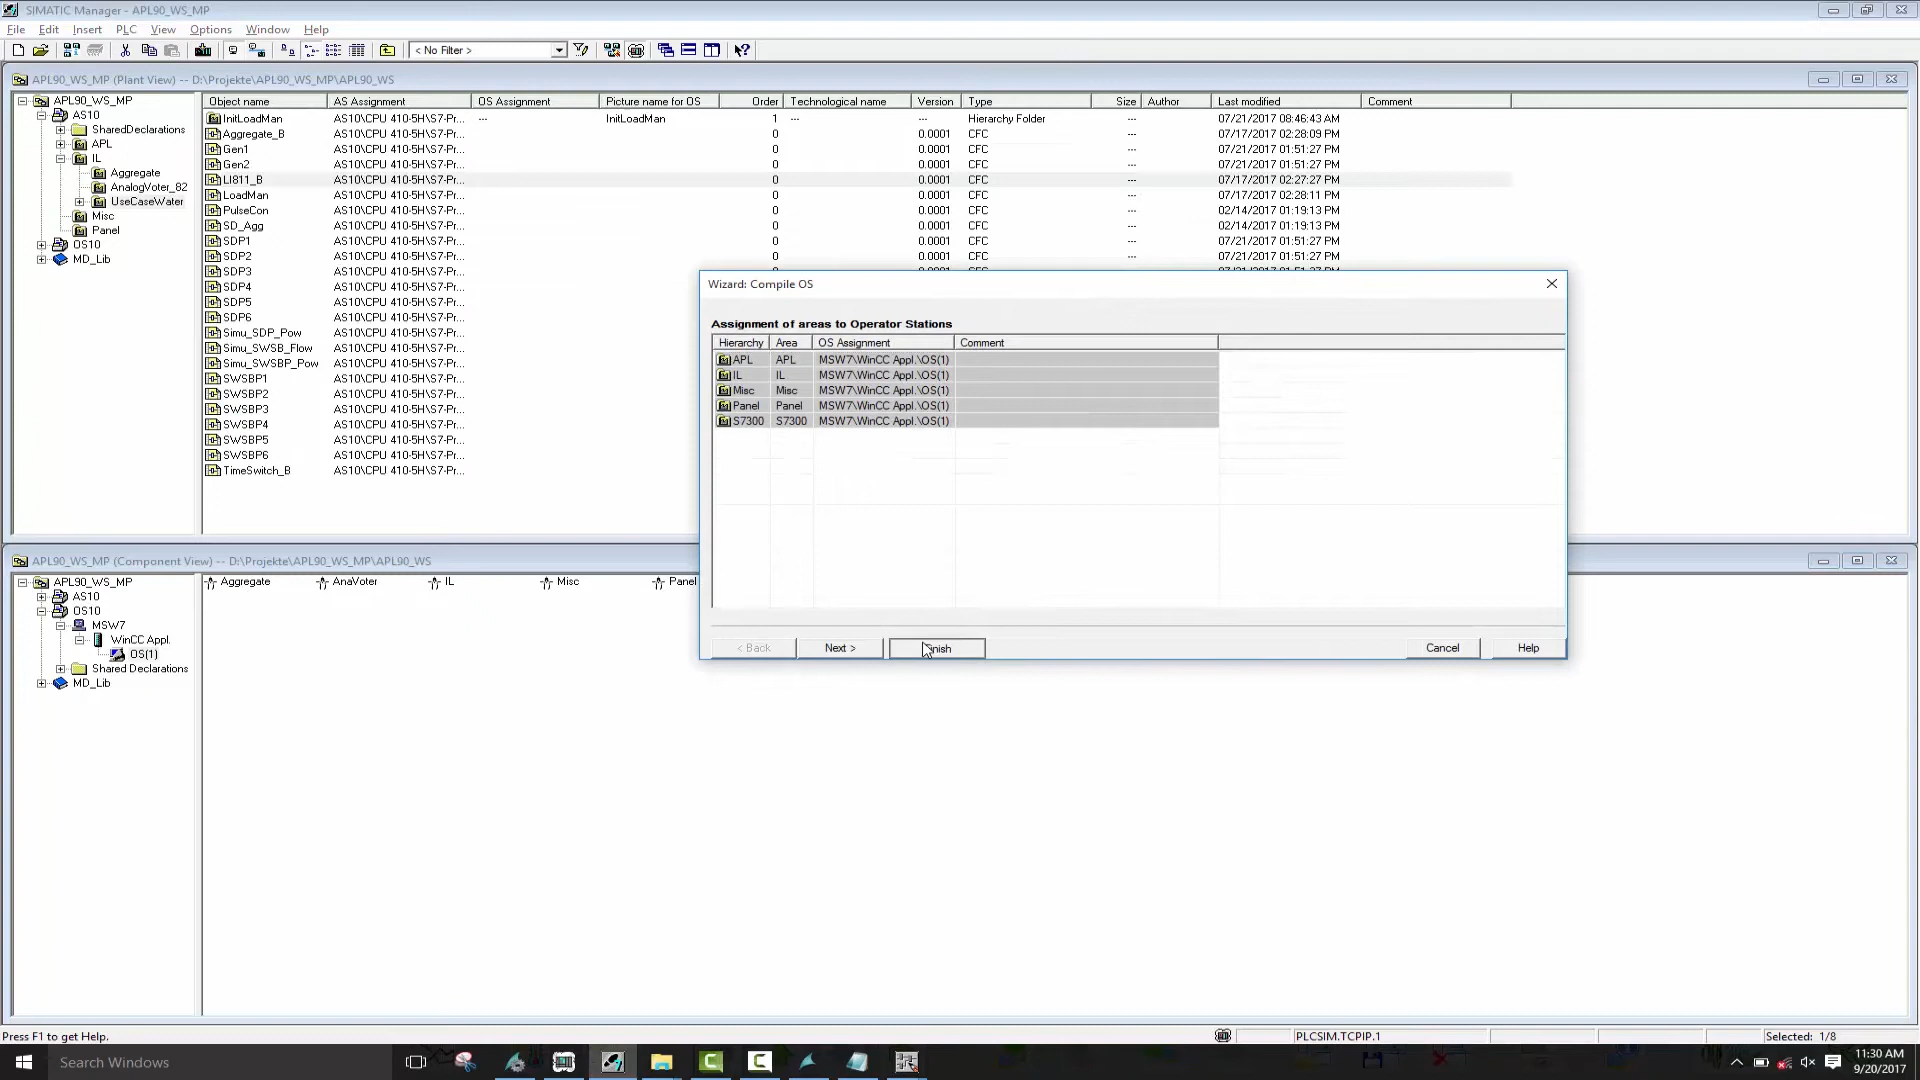 SIMATIC Manager - APL90_WS_MP
File Edit Insert PLC View Options Window Help
< No Filter >
APL90_WS_MP (Plant View) -- D:\Projekte\APL90_WS_MP\APL90_WS
APL90_WS_MP
AS10
SharedDeclarations
APL
IL
Aggregate
AnalogVoter_82
UseCaseWater
Misc
Panel
OS10
MD_Lib
Object name AS Assignment OS Assignment Picture name for OS Order Technological name Version Type Size Author Last modified Comment
InitLoadMan AS10\CPU 410-5H\S7-Pr... --- InitLoadMan 1 --- --- Hierarchy Folder --- 07/21/2017 08:46:43 AM
Aggregate_B AS10\CPU 410-5H\S7-Pr... 0 0.0001 CFC --- 07/17/2017 02:28:09 PM
Gen1 AS10\CPU 410-5H\S7-Pr... 0 0.0001 CFC --- 07/21/2017 01:51:27 PM
Gen2 AS10\CPU 410-5H\S7-Pr... 0 0.0001 CFC --- 07/21/2017 01:51:27 PM
LI811_B AS10\CPU 410-5H\S7-Pr... 0 0.0001 CFC --- 07/17/2017 02:27:27 PM
LoadMan AS10\CPU 410-5H\S7-Pr... 0 0.0001 CFC --- 07/17/2017 02:28:11 PM
PulseCon AS10\CPU 410-5H\S7-Pr... 0 0.0001 CFC --- 02/14/2017 01:19:13 PM
SD_Agg AS10\CPU 410-5H\S7-Pr... 0 0.0001 CFC --- 02/14/2017 01:19:13 PM
SDP1 AS10\CPU 410-5H\S7-Pr... 0 0.0001 CFC --- 07/21/2017 01:51:27 PM
SDP2 AS10\CPU 410-5H\S7-Pr... 0 0.0001 CFC --- 07/21/2017 01:51:27 PM
SDP3 AS10\CPU 410-5H\S7-Pr...
SDP4 AS10\CPU 410-5H\S7-Pr...
SDP5 AS10\CPU 410-5H\S7-Pr...
SDP6 AS10\CPU 410-5H\S7-Pr...
Simu_SDP_Pow AS10\CPU 410-5H\S7-Pr...
Simu_SWSB_Flow AS10\CPU 410-5H\S7-Pr...
Simu_SWSBP_Pow AS10\CPU 410-5H\S7-Pr...
SWSBP1 AS10\CPU 410-5H\S7-Pr...
SWSBP2 AS10\CPU 410-5H\S7-Pr...
SWSBP3 AS10\CPU 410-5H\S7-Pr...
SWSBP4 AS10\CPU 410-5H\S7-Pr...
SWSBP5 AS10\CPU 410-5H\S7-Pr...
SWSBP6 AS10\CPU 410-5H\S7-Pr...
TimeSwitch_B AS10\CPU 410-5H\S7-Pr...
Wizard: Compile OS
Assignment of areas to Operator Stations
Hierarchy Area OS Assignment Comment
APL APL MSW7\WinCC Appl.\OS(1)
IL IL MSW7\WinCC Appl.\OS(1)
Misc Misc MSW7\WinCC Appl.\OS(1)
Panel Panel MSW7\WinCC Appl.\OS(1)
S7300 S7300 MSW7\WinCC Appl.\OS(1)
< Back Next > Finish Cancel Help
APL90_WS_MP (Component View) -- D:\Projekte\APL90_WS_MP\APL90_WS
APL90_WS_MP
AS10
OS10
MSW7
WinCC Appl.
OS(1)
Shared Declarations
MD_Lib
Aggregate AnaVoter IL Misc Panel
Press F1 to get Help.
PLCSIM.TCPIP.1
Selected: 1/8
Search Windows
11:30 AM
9/20/2017